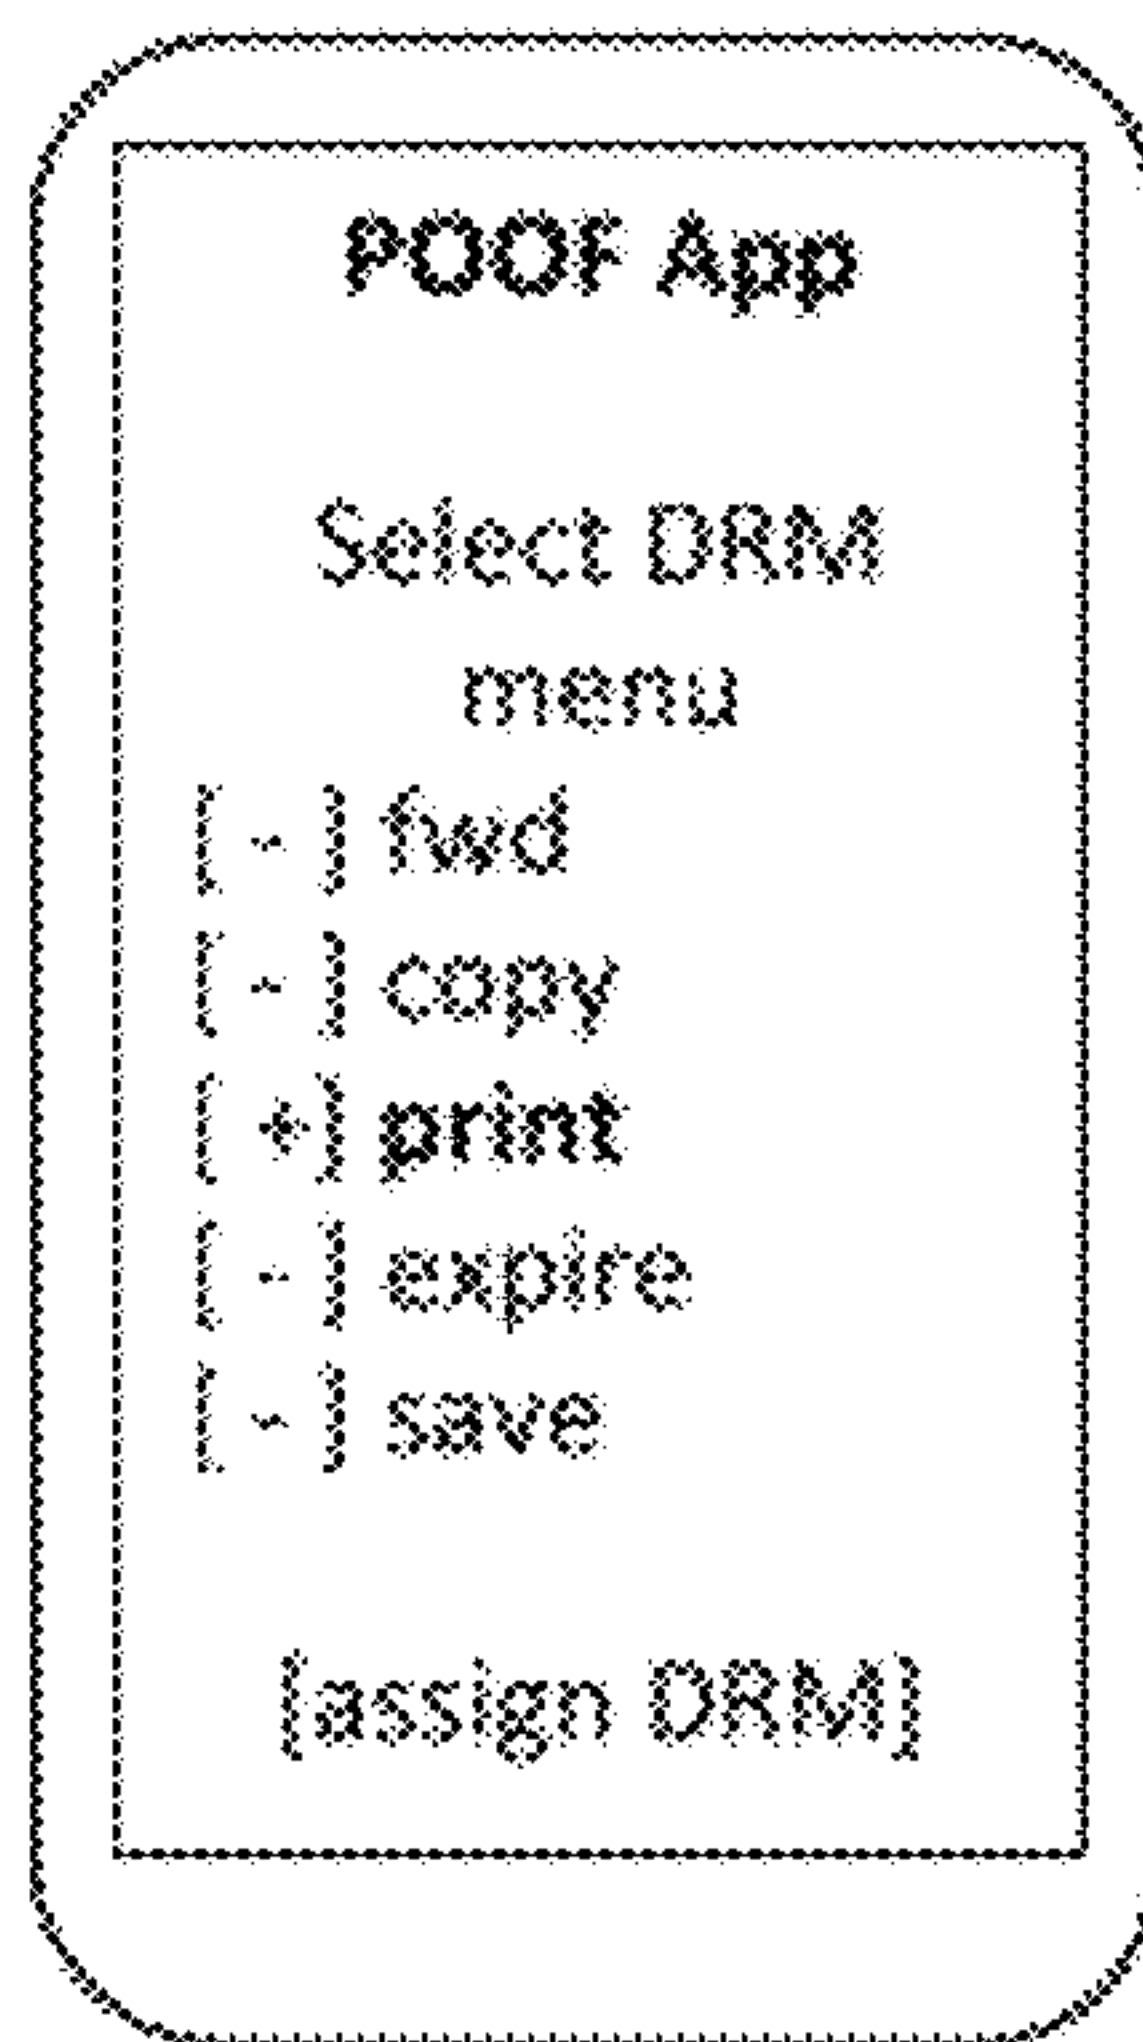 POOF App
Select DRM
menu
[ - ] fwd
[ - ] copy
[ +] print
[ - ] expire
[ - ] save
[assign DRM]